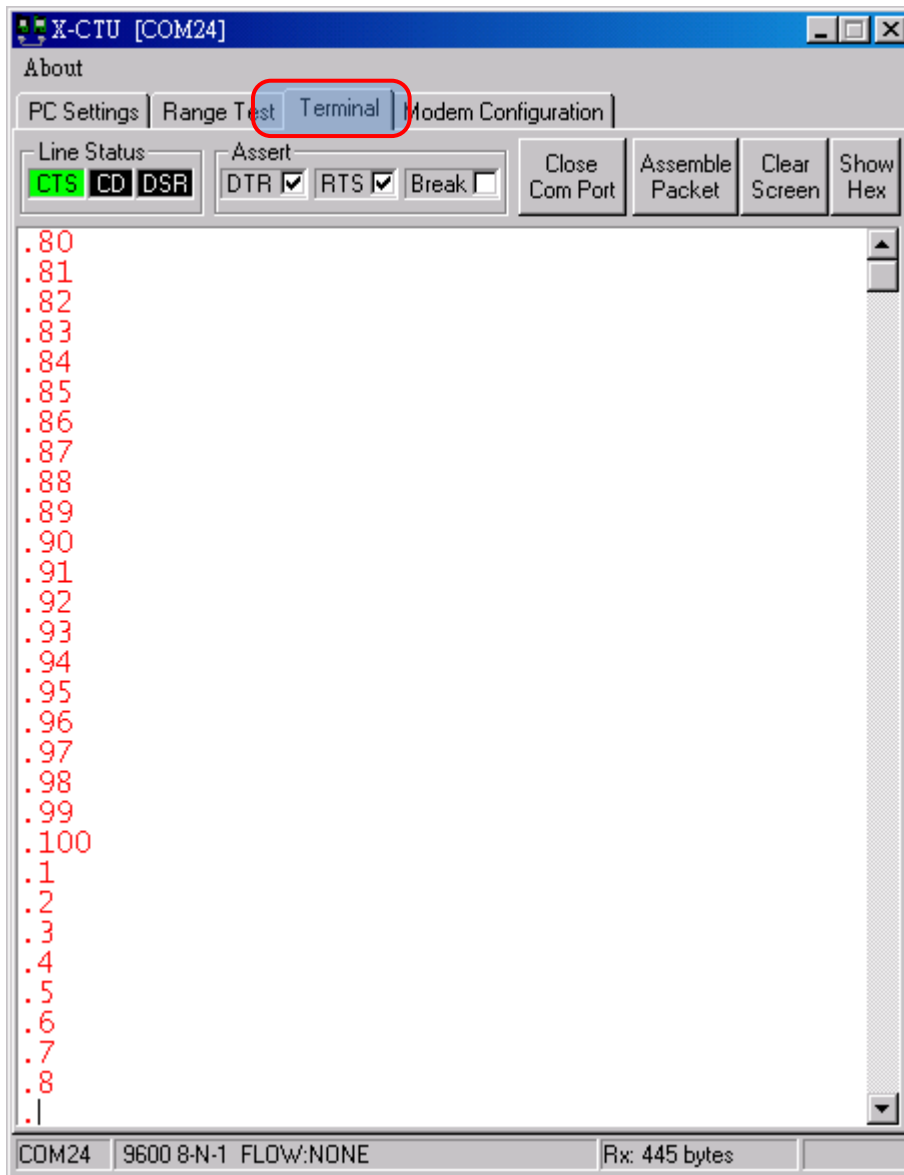 X-CTU [COM24]
About
PC Settings Range Test Terminal Modem Configuration
Line Status
CTS CD DSR
Assert
DTR RTS Break
Close Com Port
Assemble Packet
Clear Screen
Show Hex
.80
.81
.82
.83
.84
.85
.86
.87
.88
.89
.90
.91
.92
.93
.94
.95
.96
.97
.98
.99
.100
.1
.2
.3
.4
.5
.6
.7
.8
.
COM24 9600 8-N-1 FLOW:NONE Rx: 445 bytes